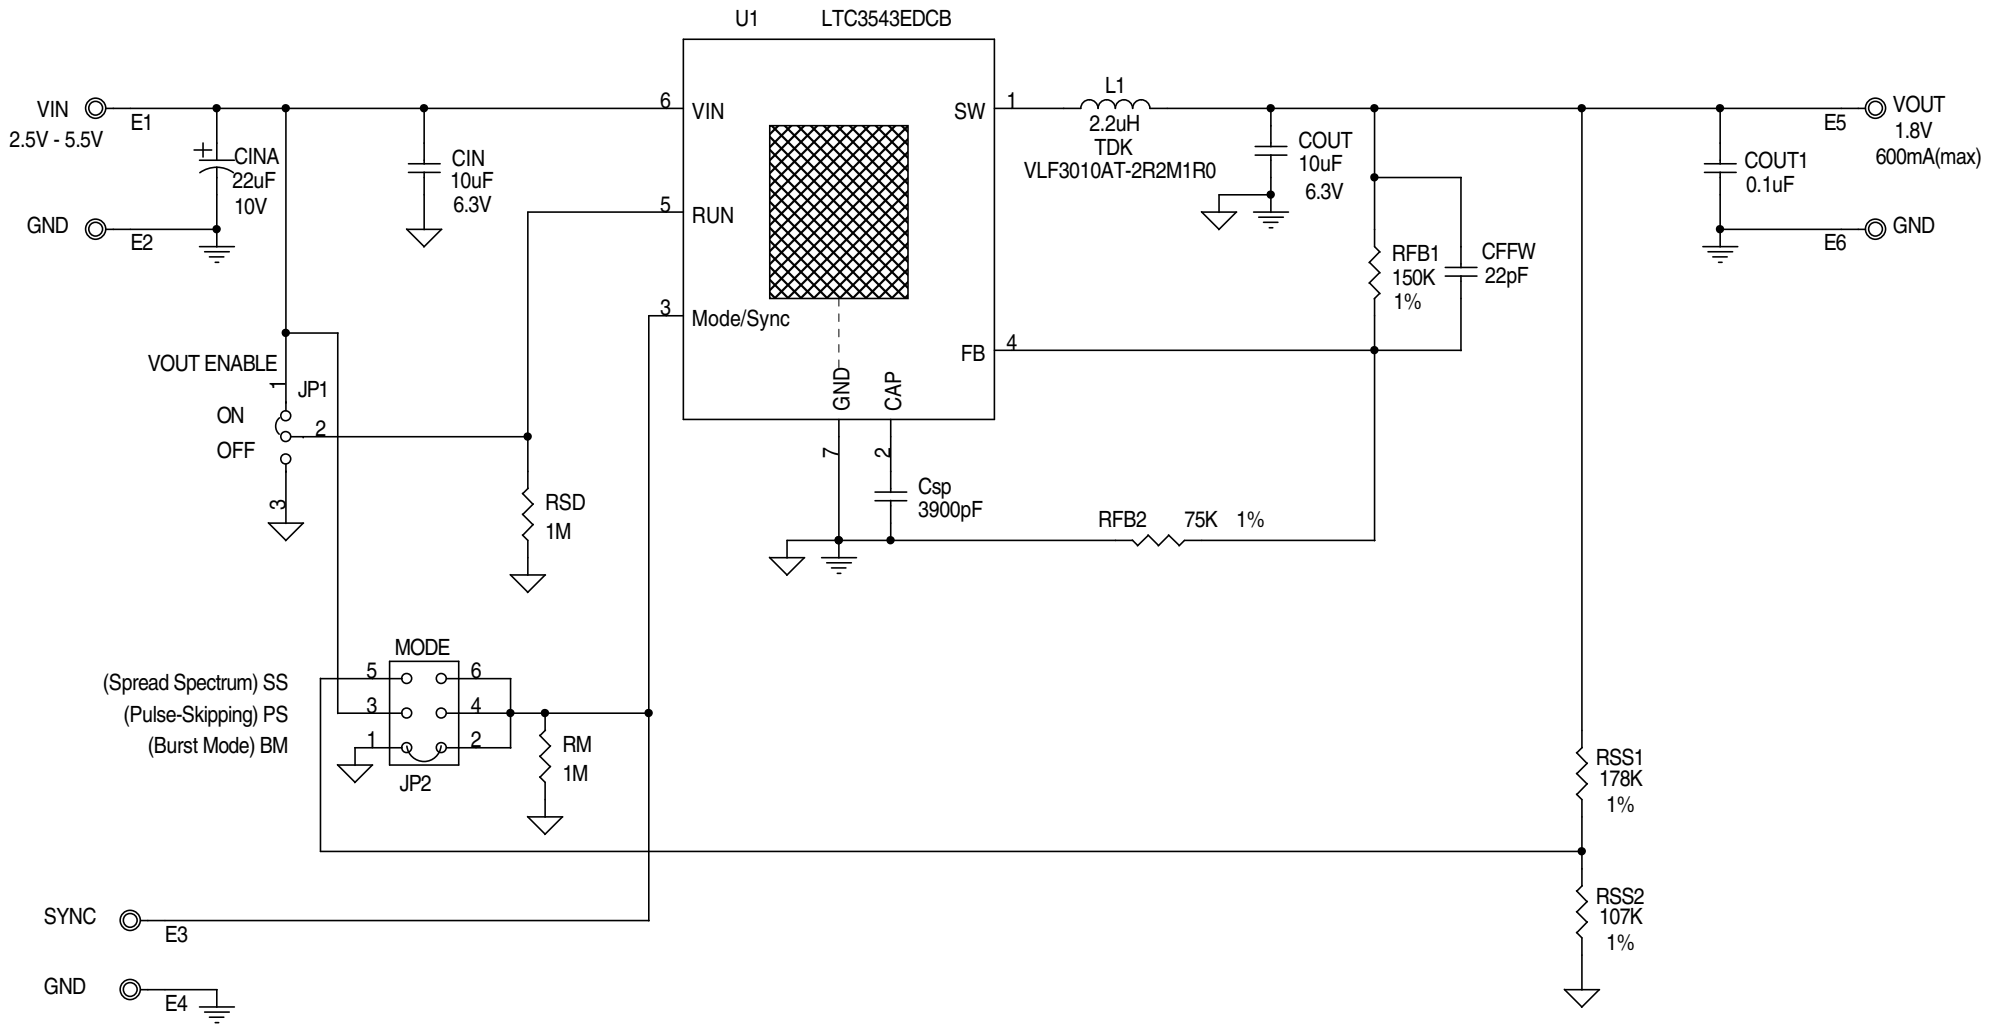 U1 LTC3543EDCB
VIN
2.5V - 5.5V
E1
GND
E2
+
CINA
22uF
10V
CIN
10uF
6.3V
6 VIN
5 RUN
3 Mode/Sync
SW 1
FB 4
GND 7
CAP 2
L1
2.2uH
TDK
VLF3010AT-2R2M1R0
COUT
10uF
6.3V
RFB1
150K
1%
CFFW
22pF
COUT1
0.1uF
E5
VOUT
1.8V
600mA(max)
E6
GND
VOUT ENABLE
1
JP1
ON
2
OFF
3
RSD
1M
Csp
3900pF
RFB2 75K 1%
MODE
(Spread Spectrum) SS 5 6
(Pulse-Skipping) PS 3 4
(Burst Mode) BM 1 2
JP2
RM
1M
RSS1
178K
1%
RSS2
107K
1%
SYNC
E3
GND
E4